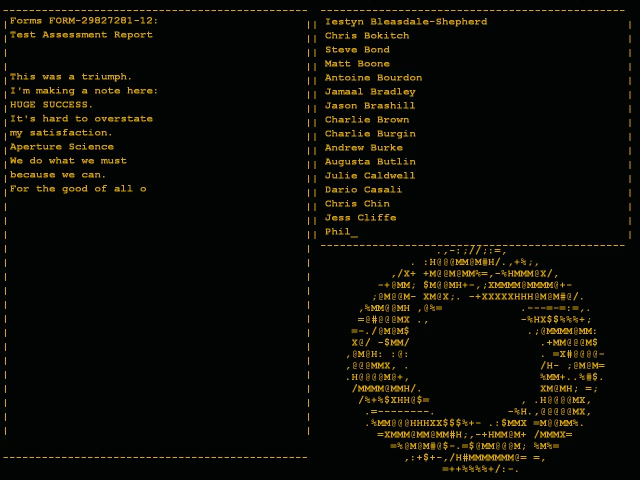 Forms FORM-29827281-12:
Test Assessment Report
This was a triumph.
I'm making a note here:
HUGE SUCCESS.
It's hard to overstate
my satisfaction.
Aperture Science
We do what we must
because we can.
For the good of all o
Iestyn Bleasdale-Shepherd
Chris Bokitch
Steve Bond
Matt Boone
Antoine Bourdon
Jamaal Bradley
Jason Brashill
Charlie Brown
Charlie Burgin
Andrew Burke
Augusta Butlin
Julie Caldwell
Dario Casali
Chris Chin
Jess Cliffe
Phil_